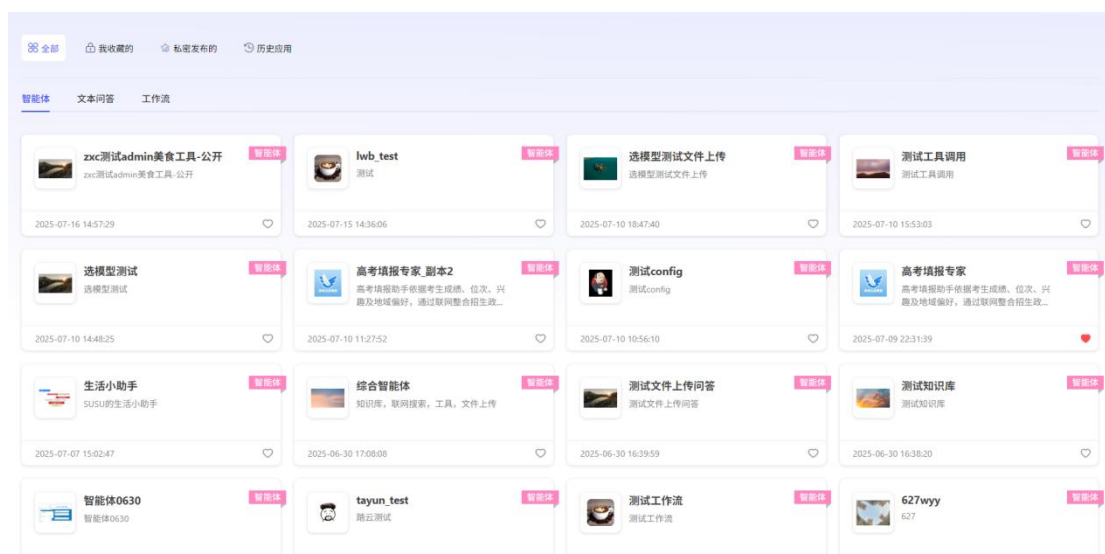 全部
我收藏的
私密发布的
历史应用
智能体
文本问答
工作流
zxc测试admin美食工具-公开
智能体
zxc测试admin美食工具-公开
2025-07-16 14:57:29
lwb_test
智能体
测试
2025-07-15 14:36:06
选模型测试文件上传
智能体
选模型测试文件上传
2025-07-10 18:47:40
测试工具调用
智能体
测试工具调用
2025-07-10 15:53:03
选模型测试
智能体
选模型测试
2025-07-10 14:48:25
高考填报专家_副本2
智能体
高考填报助手依据考生成绩、位次、兴
趣及地域偏好，通过联网整合招生政...
2025-07-10 11:27:52
测试config
智能体
测试config
2025-07-10 10:56:10
高考填报专家
智能体
高考填报助手依据考生成绩、位次、兴
趣及地域偏好，通过联网整合招生政...
2025-07-09 22:31:39
生活小助手
智能体
SUSU的生活小助手
2025-07-07 15:02:47
综合智能体
智能体
知识库，联网搜索，工具，文件上传
2025-06-30 17:08:08
测试文件上传问答
智能体
测试文件上传问答
2025-06-30 16:39:59
测试知识库
智能体
测试知识库
2025-06-30 16:38:20
智能体0630
智能体
智能体0630
tayun_test
智能体
踏云测试
测试工作流
智能体
测试工作流
627wyy
智能体
627